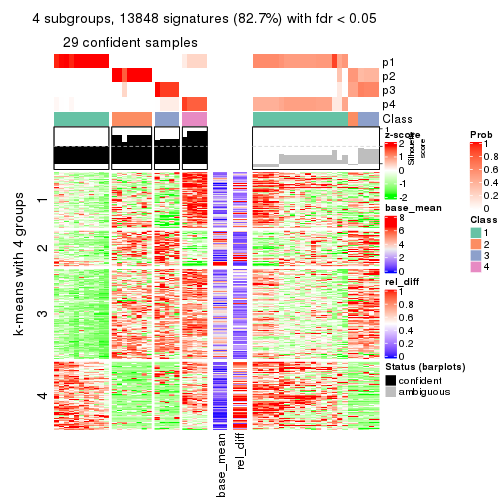 4 subgroups, 13848 signatures (82.7%) with fdr < 0.05
29 confident samples
p1
p2
p3
p4
Class
1
Silhouette
score
k-means with 4 groups
1
2
3
4
base_mean
rel_diff
z-score
2
1
0
-1
-2
base_mean
8
6
4
2
0
rel_diff
1
0.8
0.6
0.4
0.2
0
Status (barplots)
confident
ambiguous
Prob
1
0.8
0.6
0.4
0.2
0
Class
1
2
3
4